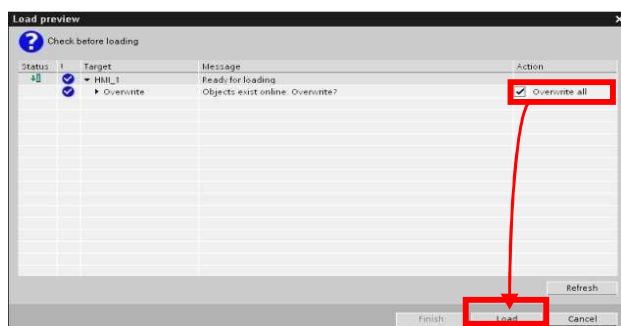 Load preview
Check before loading
Status ! Target Message Action
HMI_1 Ready for loading
Overwrite Objects exist online. Overwrite? Overwrite all
Refresh
Finish Load Cancel